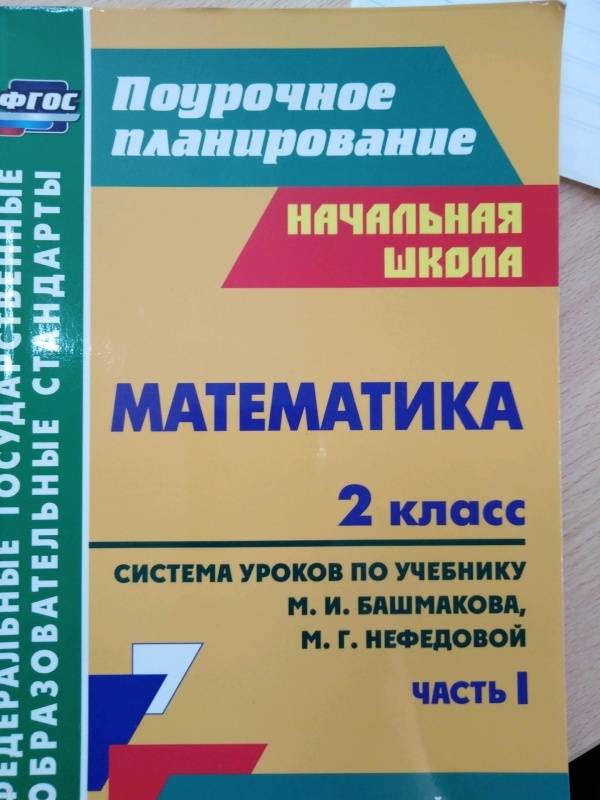 ФГОС
ФЕДЕРАЛЬНЫЕ ГОСУДАРСТВЕННЫЕ
ОБРАЗОВАТЕЛЬНЫЕ СТАНДАРТЫ
Поурочное
планирование
НАЧАЛЬНАЯ
ШКОЛА
МАТЕМАТИКА
2 класс
СИСТЕМА УРОКОВ ПО УЧЕБНИКУ
М. И. БАШМАКОВА,
М. Г. НЕФЕДОВОЙ
ЧАСТЬ I